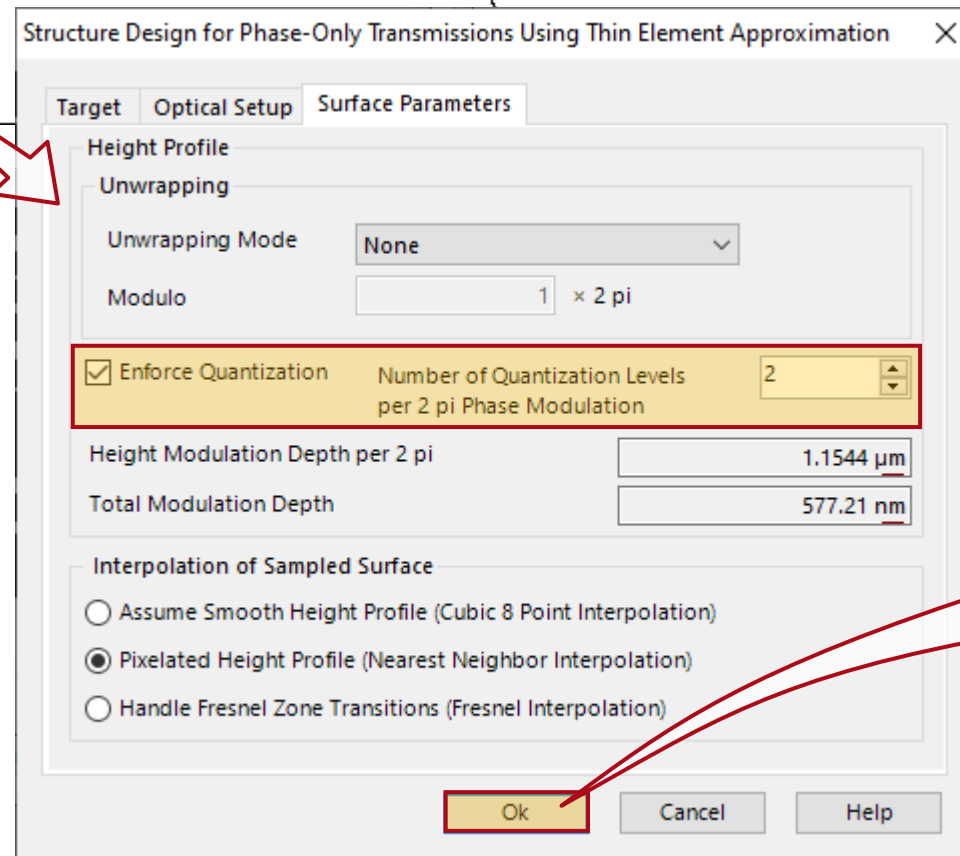 Structure Design for Phase-Only Transmissions Using Thin Element Approximation
Target Optical Setup Surface Parameters
Height Profile
Unwrapping
Unwrapping Mode None
Modulo 1 × 2 pi
Enforce Quantization Number of Quantization Levels 2
per 2 pi Phase Modulation
Height Modulation Depth per 2 pi 1.1544 µm
Total Modulation Depth 577.21 nm
Interpolation of Sampled Surface
Assume Smooth Height Profile (Cubic 8 Point Interpolation)
Pixelated Height Profile (Nearest Neighbor Interpolation)
Handle Fresnel Zone Transitions (Fresnel Interpolation)
Ok Cancel Help